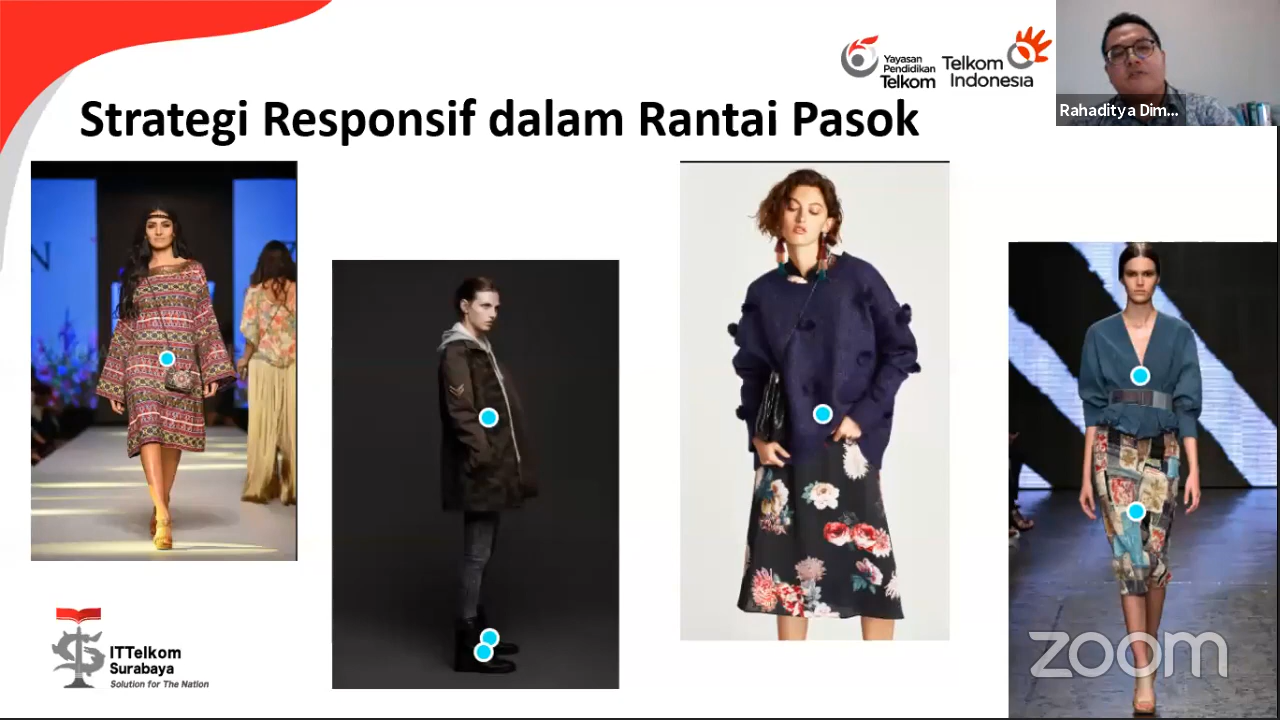 Yayasan
Pendidikan
Telkom
Telkom
Indonesia
Strategi Responsif dalam Rantai Pasok
Rahaditya Dim...
N
ITTelkom
Surabaya
Solution for The Nation
zoom